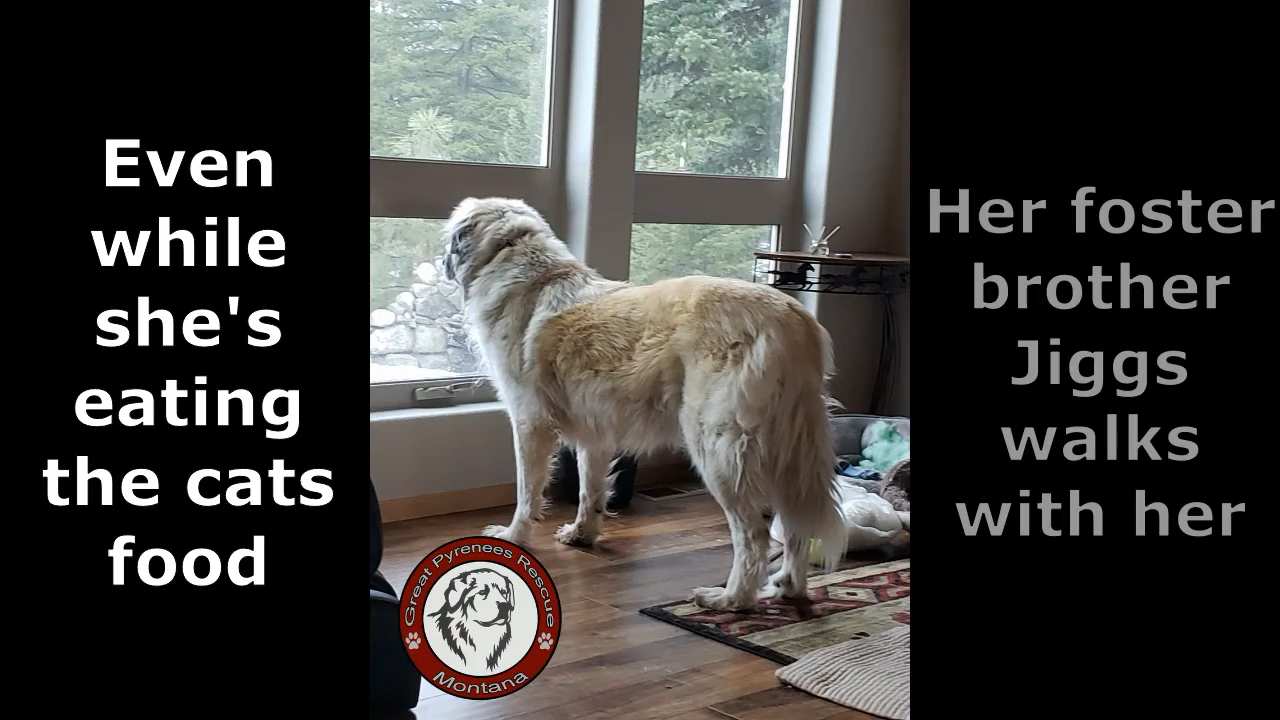 Even
while
she's
eating
the cats
food
Her foster
brother
Jiggs
walks
with her
Great Pyrenees Rescue
Montana